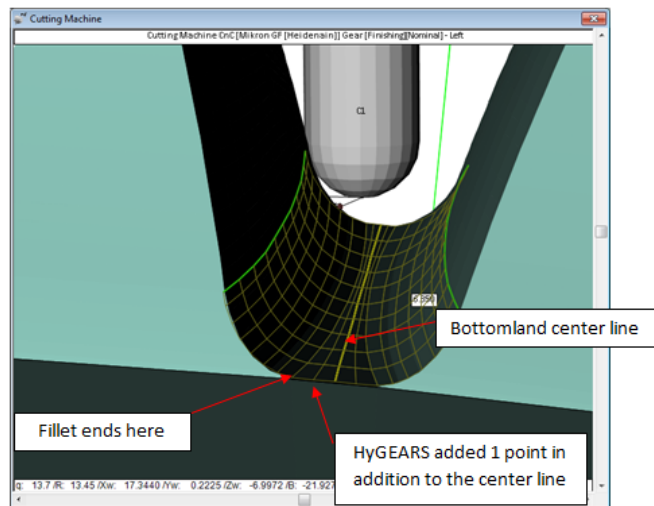 Cutting Machine
Cutting Machine CnC [Mikron GF [Heidenain]] Gear [Finishing][Nominal] - Left
C1
Bottomland center line
Fillet ends here
HyGEARS added 1 point in
addition to the center line
q: 13.7 /R: 13.45 /Xw: 17.3440 /Yw: 0.2225 /Zw: -6.9972 /B: -21.927